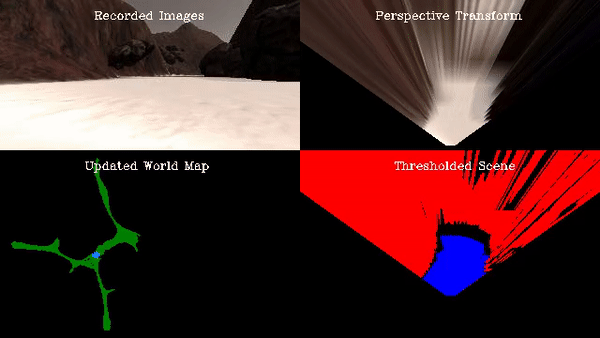 Recorded Images
Perspective Transform
Updated World Map
Thresholded Scene